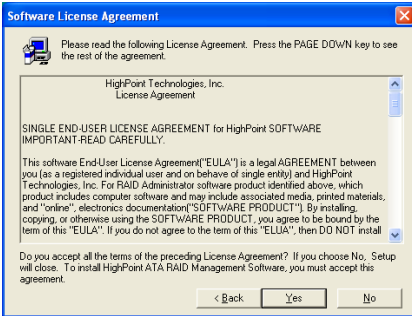 Software License Agreement
Please read the following License Agreement. Press the PAGE DOWN key to see
the rest of the agreement.
HighPoint Technologies, Inc.
License Agreement
SINGLE END-USER LICENSE AGREEMENT for HighPoint SOFTWARE
IMPORTANT-READ CAREFULLY.
This software End-User License Agreement("EULA") is a legal AGREEMENT between
you (as a registered individual user and on behave of single entity) and HighPoint
Technologies, Inc. For RAID Administrator software product identified above, which
product includes computer software and may include associated media, printed materials,
and "online", electronics documentation("SOFTWARE PRODUCT"). By installing,
copying, or otherwise using the SOFTWARE PRODUCT, you agree to be bound by the
term of this "EULA". If you do not agree to the term of this "ELUA", then DO NOT install
Do you accept all the terms of the preceding License Agreement? If you choose No, Setup
will close. To install HighPoint ATA RAID Management Software, you must accept this
agreement.
< Back Yes No